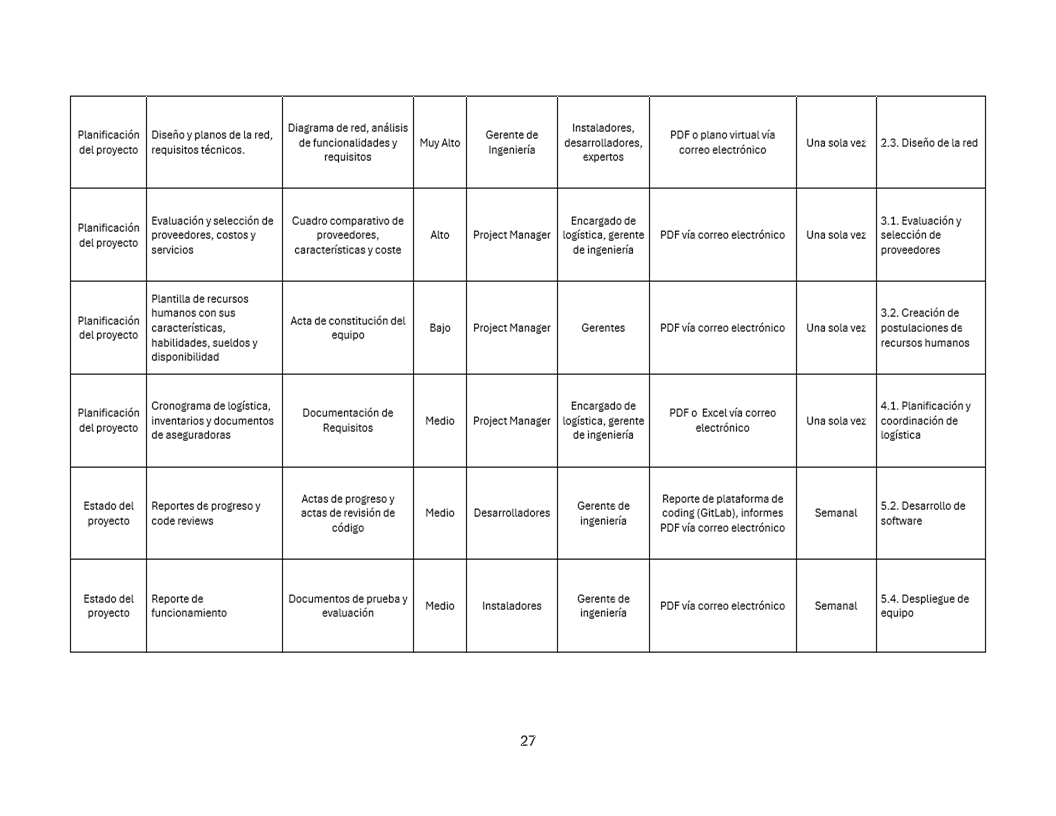 Planificación
del proyecto
Diseño y planos de la red,
requisitos técnicos.
Diagrama de red, análisis
de funcionalidades y
requisitos
Muy Alto
Gerente de
Ingeniería
Instaladores,
desarrolladores,
expertos
PDF o plano virtual vía
correo electrónico
Una sola vez
2.3. Diseño de la red
Planificación
del proyecto
Evaluación y selección de
proveedores, costos y
servicios
Cuadro comparativo de
proveedores,
características y coste
Alto
Project Manager
Encargado de
logística, gerente
de ingeniería
PDF vía correo electrónico
Una sola vez
3.1. Evaluación y
selección de
proveedores
Planificación
del proyecto
Plantilla de recursos
humanos con sus
características,
habilidades, sueldos y
disponibilidad
Acta de constitución del
equipo
Bajo
Project Manager
Gerentes
PDF vía correo electrónico
Una sola vez
3.2. Creación de
postulaciones de
recursos humanos
Planificación
del proyecto
Cronograma de logística,
inventarios y documentos
de aseguradoras
Documentación de
Requisitos
Medio
Project Manager
Encargado de
logística, gerente
de ingeniería
PDF o Excel vía correo
electrónico
Una sola vez
4.1. Planificación y
coordinación de
logística
Estado del
proyecto
Reportes de progreso y
code reviews
Actas de progreso y
actas de revisión de
código
Medio
Desarrolladores
Gerente de
ingeniería
Reporte de plataforma de
coding (GitLab), informes
PDF vía correo electrónico
Semanal
5.2. Desarrollo de
software
Estado del
proyecto
Reporte de
funcionamiento
Documentos de prueba y
evaluación
Medio
Instaladores
Gerente de
ingeniería
PDF vía correo electrónico
Semanal
5.4. Despliegue de
equipo
27